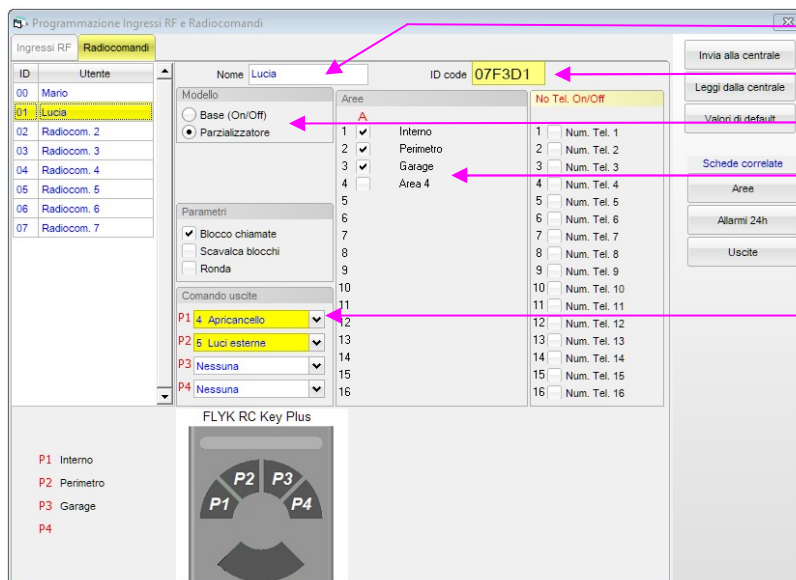 Programmazione Ingressi RF e Radiocomandi
Ingressi RF Radiocomandi
ID Utente
00 Mario
01 Lucia
02 Radiocom. 2
03 Radiocom. 3
04 Radiocom. 4
05 Radiocom. 5
06 Radiocom. 6
07 Radiocom. 7
Nome Lucia
ID code 07F3D1
Modello
Base (On/Off)
Parzializzatore
Parametri
Blocco chiamate
Scavalca blocchi
Ronda
Comando uscite
P1 4 Apricancello
P2 5 Luci esterne
P3 Nessuna
P4 Nessuna
Aree
A
1 Interno
2 Perimetro
3 Garage
4 Area 4
5
6
7
8
9
10
11
12
13
14
15
16
No Tel. On/Off
1 Num. Tel. 1
2 Num. Tel. 2
3 Num. Tel. 3
4 Num. Tel. 4
5 Num. Tel. 5
6 Num. Tel. 6
7 Num. Tel. 7
8 Num. Tel. 8
9 Num. Tel. 9
10 Num. Tel. 10
11 Num. Tel. 11
12 Num. Tel. 12
13 Num. Tel. 13
14 Num. Tel. 14
15 Num. Tel. 15
16 Num. Tel. 16
Invia alla centrale
Leggi dalla centrale
Valori di default
Schede correlate
Aree
Allarmi 24h
Uscite
P1 Interno
P2 Perimetro
P3 Garage
P4
FLYK RC Key Plus
P1 P2 P3 P4